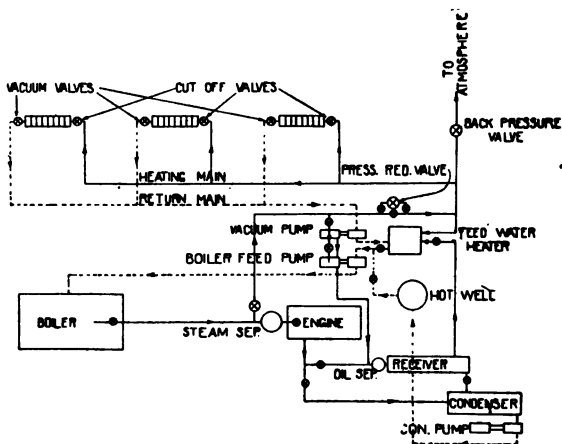 TO
ATMOSPHERE
VACUUM VALVES
CUT OFF VALVES
BACK PRESSURE
VALVE
HEATING MAIN
PRESS. RED. VALVE
RETURN MAIN
VACUUM PUMP
FEED WATER
HEATER
BOILER FEED PUMP
HOT WELL
BOILER
STEAM SEP.
ENGINE
OIL SEP.
RECEIVER
CONDENSER
CON. PUMP